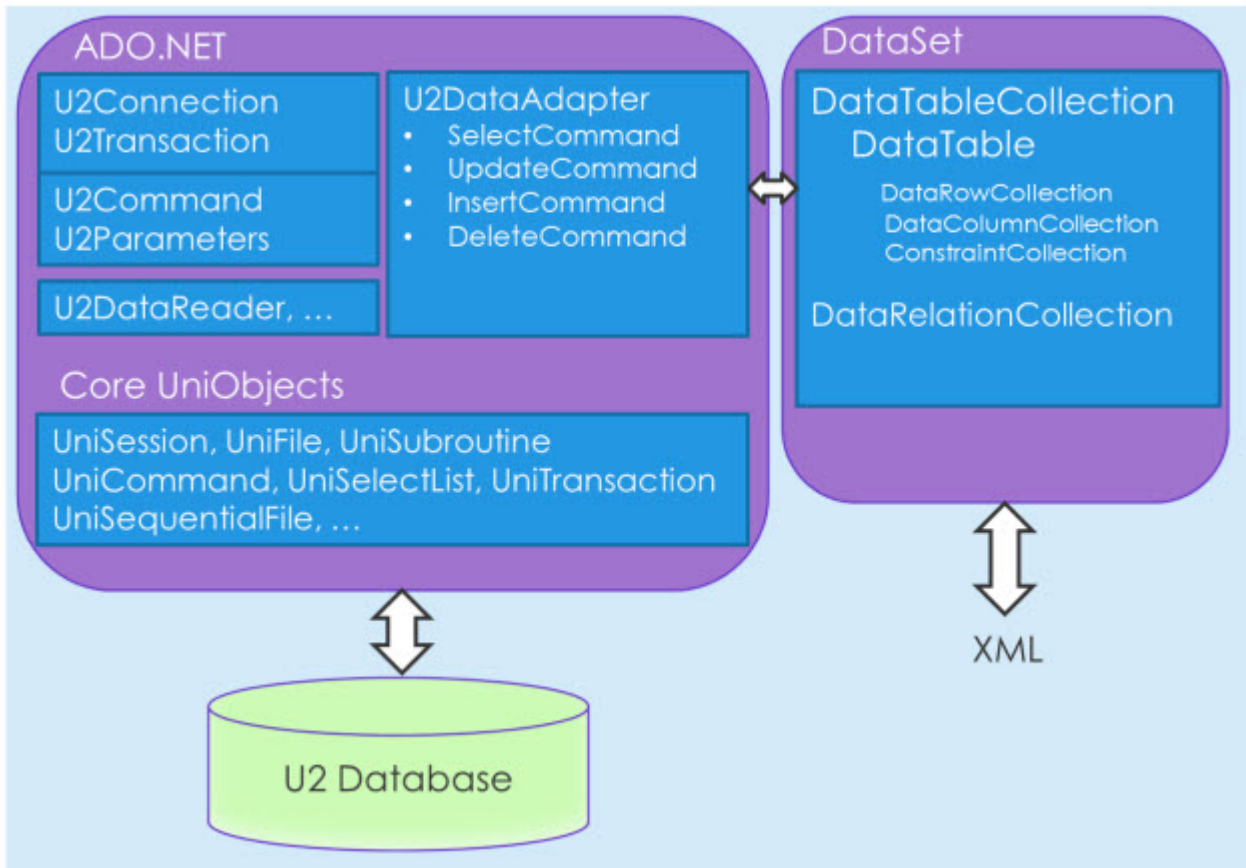 ADO.NET
U2Connection
U2Transaction
U2Command
U2Parameters
U2DataReader, …
U2DataAdapter
• SelectCommand
• UpdateCommand
• InsertCommand
• DeleteCommand
Core UniObjects
UniSession, UniFile, UniSubroutine
UniCommand, UniSelectList, UniTransaction
UniSequentialFile, …
DataSet
DataTableCollection
DataTable
DataRowCollection
DataColumnCollection
ConstraintCollection
DataRelationCollection
XML
U2 Database